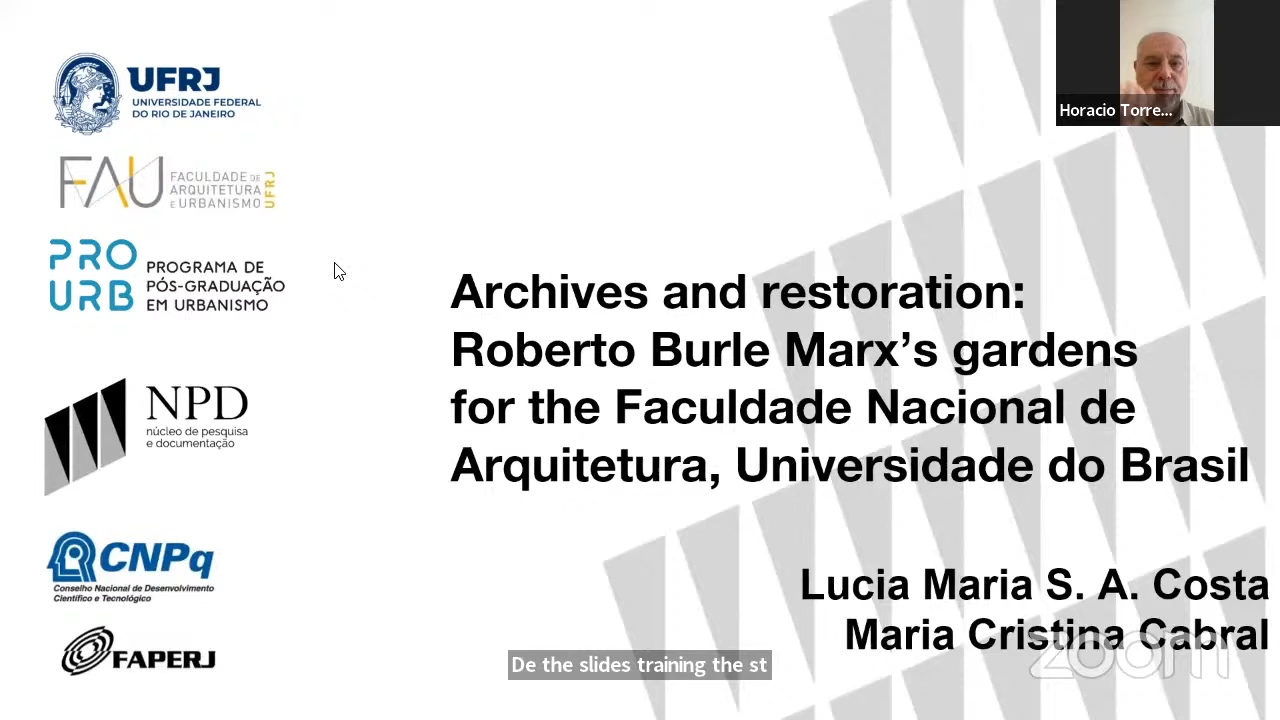 UFRJ
UNIVERSIDADE FEDERAL
DO RIO DE JANEIRO
FAU
FACULDADE DE
ARQUITETURA
E URBANISMO
UFRJ
PRO
URB
PROGRAMA DE
PÓS-GRADUAÇÃO
EM URBANISMO
NPD
núcleo de pesquisa
e documentação
CNPq
Conselho Nacional de Desenvolvimento
Científico e Tecnológico
FAPERJ
Horacio Torre...
Archives and restoration:
Roberto Burle Marx’s gardens
for the Faculdade Nacional de
Arquitetura, Universidade do Brasil
Lucia Maria S. A. Costa
Maria Cristina Cabral
zoom
De the slides training the st